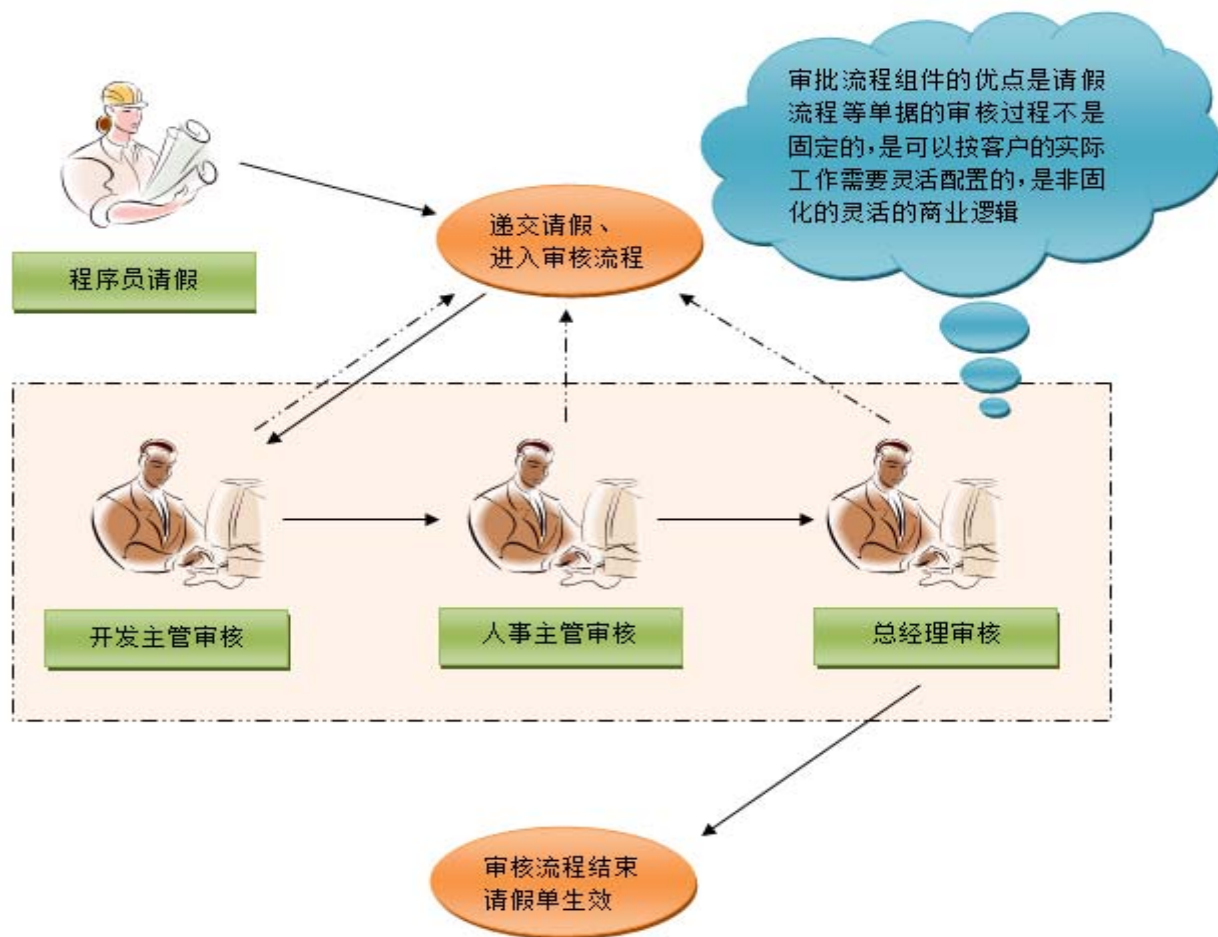 审批流程组件的优点是请假
流程等单据的审核过程不是
固定的,是可以按客户的实际
工作需要灵活配置的,是非固
化的灵活的商业逻辑
递交请假、
进入审核流程
程序员请假
开发主管审核
人事主管审核
总经理审核
审核流程结束
请假单生效